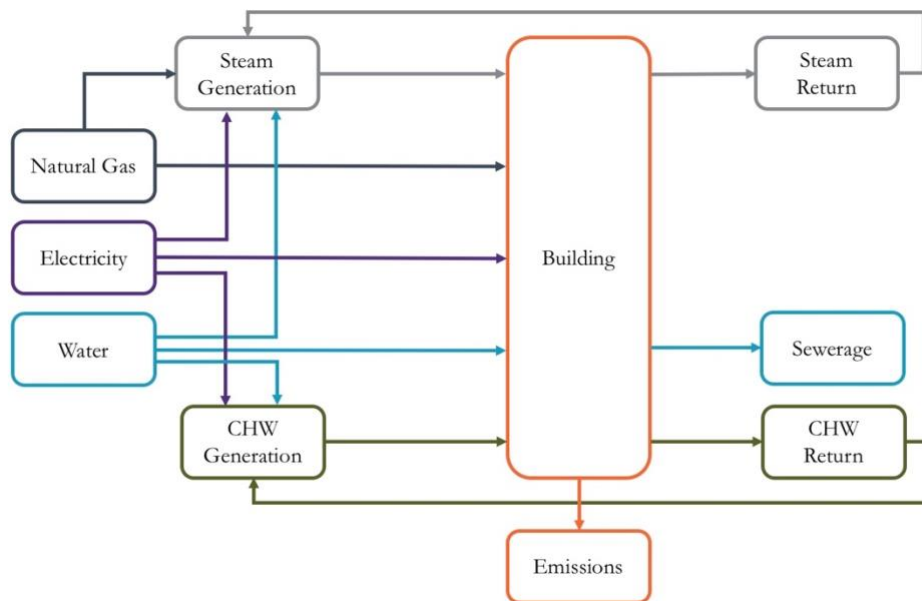 Steam
Generation
Steam
Return
Natural Gas
Electricity
Building
Water
Sewerage
CHW
Generation
CHW
Return
Emissions